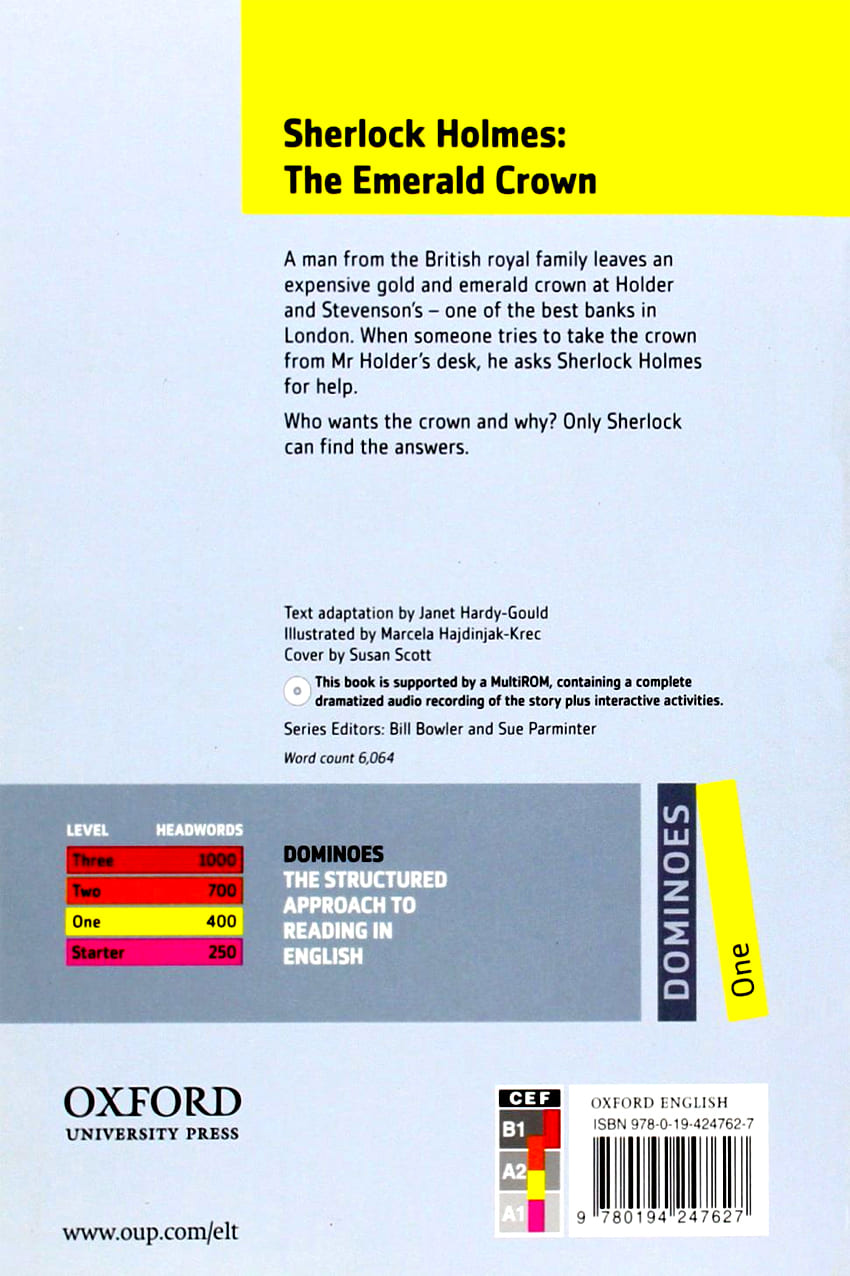 Sherlock Holmes:
The Emerald Crown
A man from the British royal family leaves an
expensive gold and emerald crown at Holder
and Stevenson's – one of the best banks in
London. When someone tries to take the crown
from Mr Holder's desk, he asks Sherlock Holmes
for help.
Who wants the crown and why? Only Sherlock
can find the answers.
Text adaptation by Janet Hardy-Gould
Illustrated by Marcela Hajdinjak-Krec
Cover by Susan Scott
This book is supported by a MultiROM, containing a complete
dramatized audio recording of the story plus interactive activities.
Series Editors: Bill Bowler and Sue Parminter
Word count 6,064
LEVEL HEADWORDS
Three 1000
Two 700
One 400
Starter 250
DOMINOES
THE STRUCTURED
APPROACH TO
READING IN
ENGLISH
DOMINOES
One
OXFORD
UNIVERSITY PRESS
www.oup.com/elt
CEF
B1
A2
A1
OXFORD ENGLISH
ISBN 978-0-19-424762-7
9 780194 247627